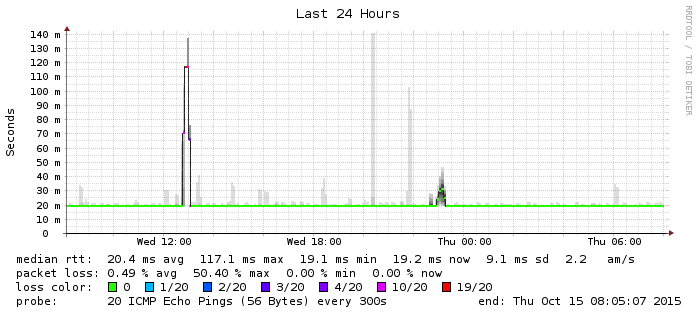 Last 24 Hours
RRDTOOL / TOBI OETIKER
Seconds
140 m
130 m
120 m
110 m
100 m
90 m
80 m
70 m
60 m
50 m
40 m
30 m
20 m
10 m
0
Wed 12:00 Wed 18:00 Thu 00:00 Thu 06:00
median rtt: 20.4 ms avg 117.1 ms max 19.1 ms min 19.2 ms now 9.1 ms sd 2.2 am/s
packet loss: 0.49 % avg 50.40 % max 0.00 % min 0.00 % now
loss color: 0 1/20 2/20 3/20 4/20 10/20 19/20
probe: 20 ICMP Echo Pings (56 Bytes) every 300s end: Thu Oct 15 08:05:07 2015